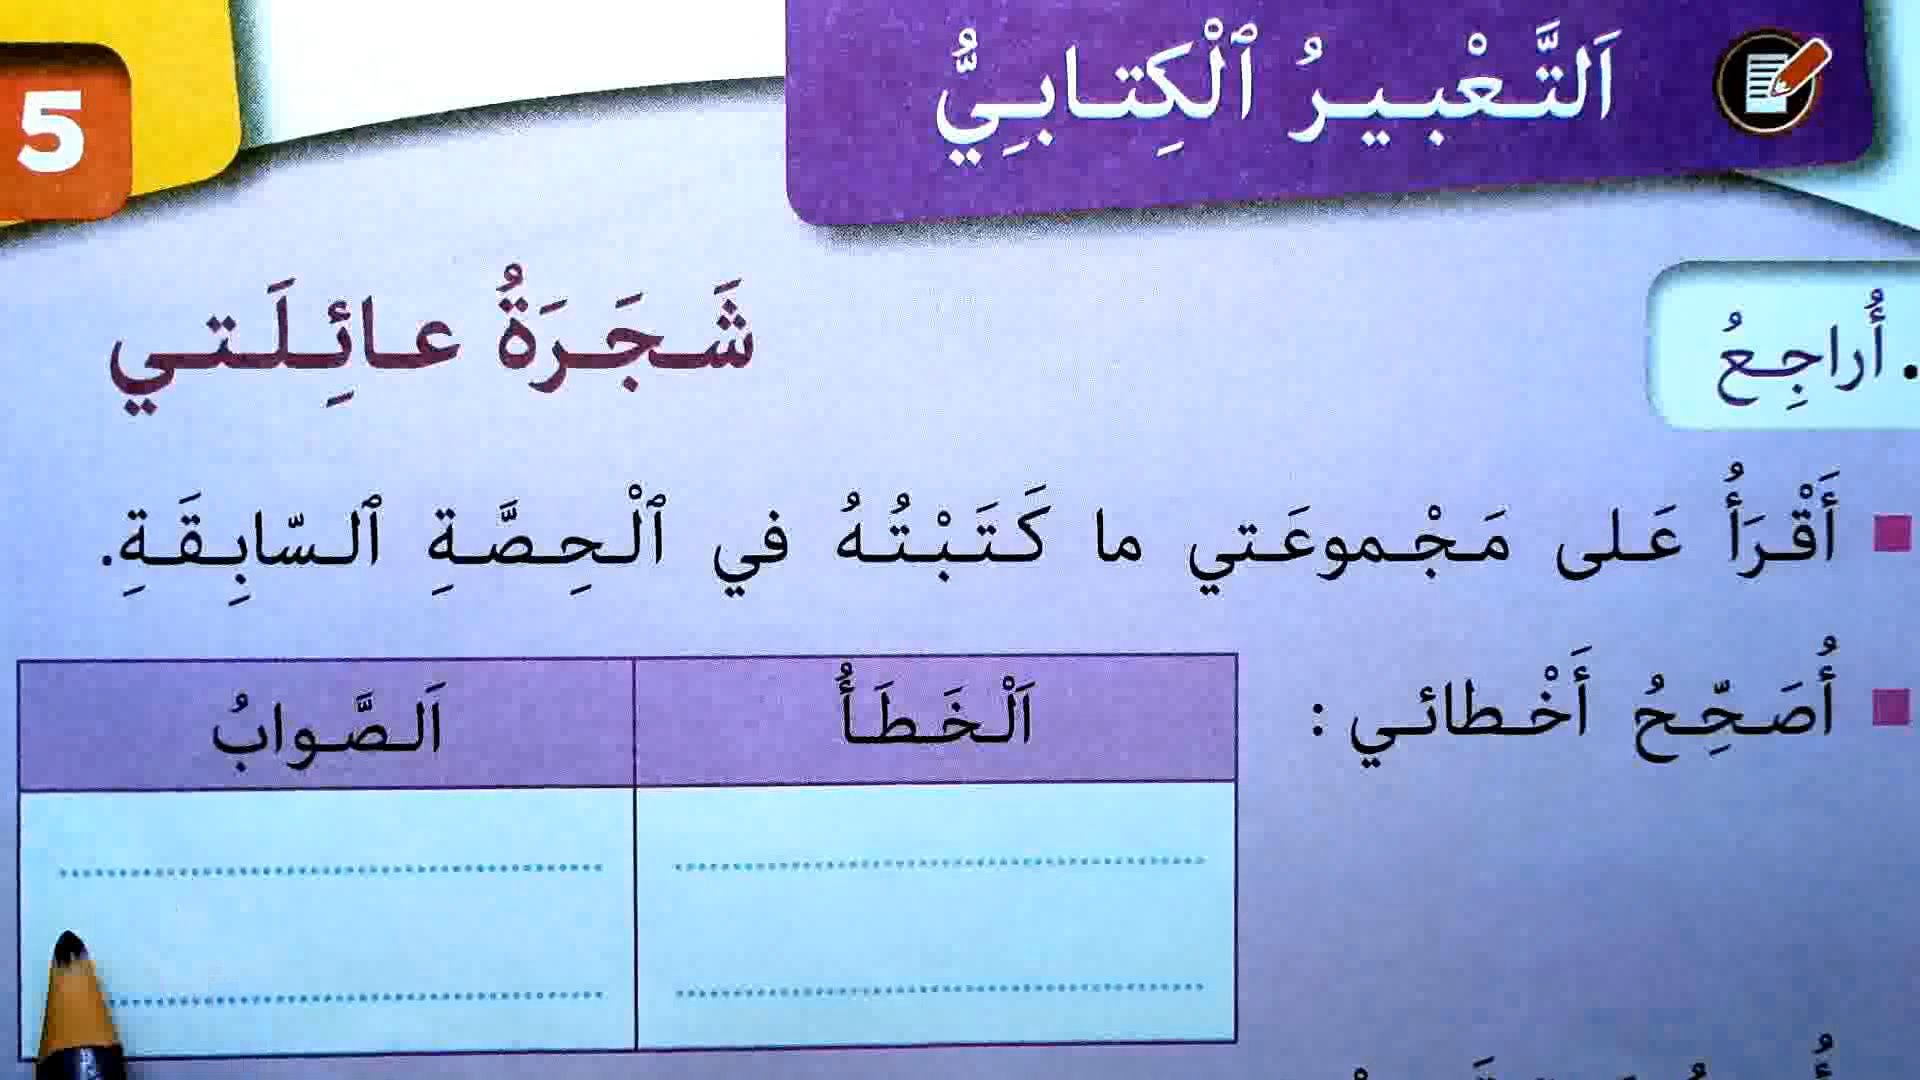 اَلتَّعْبيرُ ٱلْكِتابِيُّ
5
. أُراجِعُ
شَجَرَةُ عائِلَتي
أَقْرَأُ عَلى مَجْموعَتي ما كَتَبْتُهُ في ٱلْحِصَّةِ ٱلسّابِقَةِ.
أُصَحِّحُ أَخْطائي :
اَلْخَطَأُ
اَلصَّوابُ